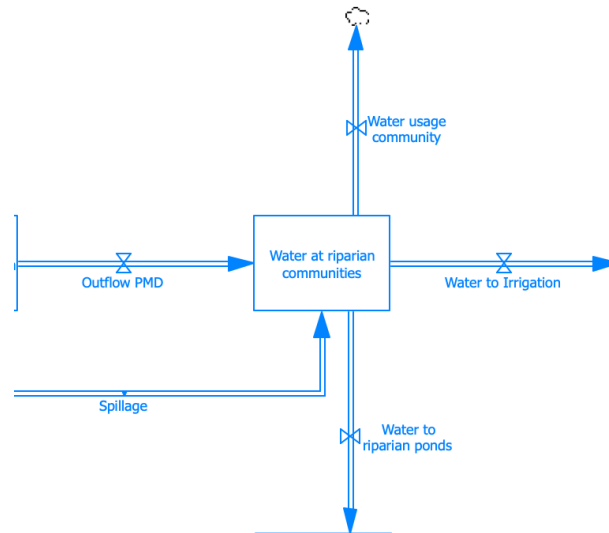 Water usage
community
Water at riparian
communities
Outflow PMD
Water to Irrigation
Spillage
Water to
riparian ponds